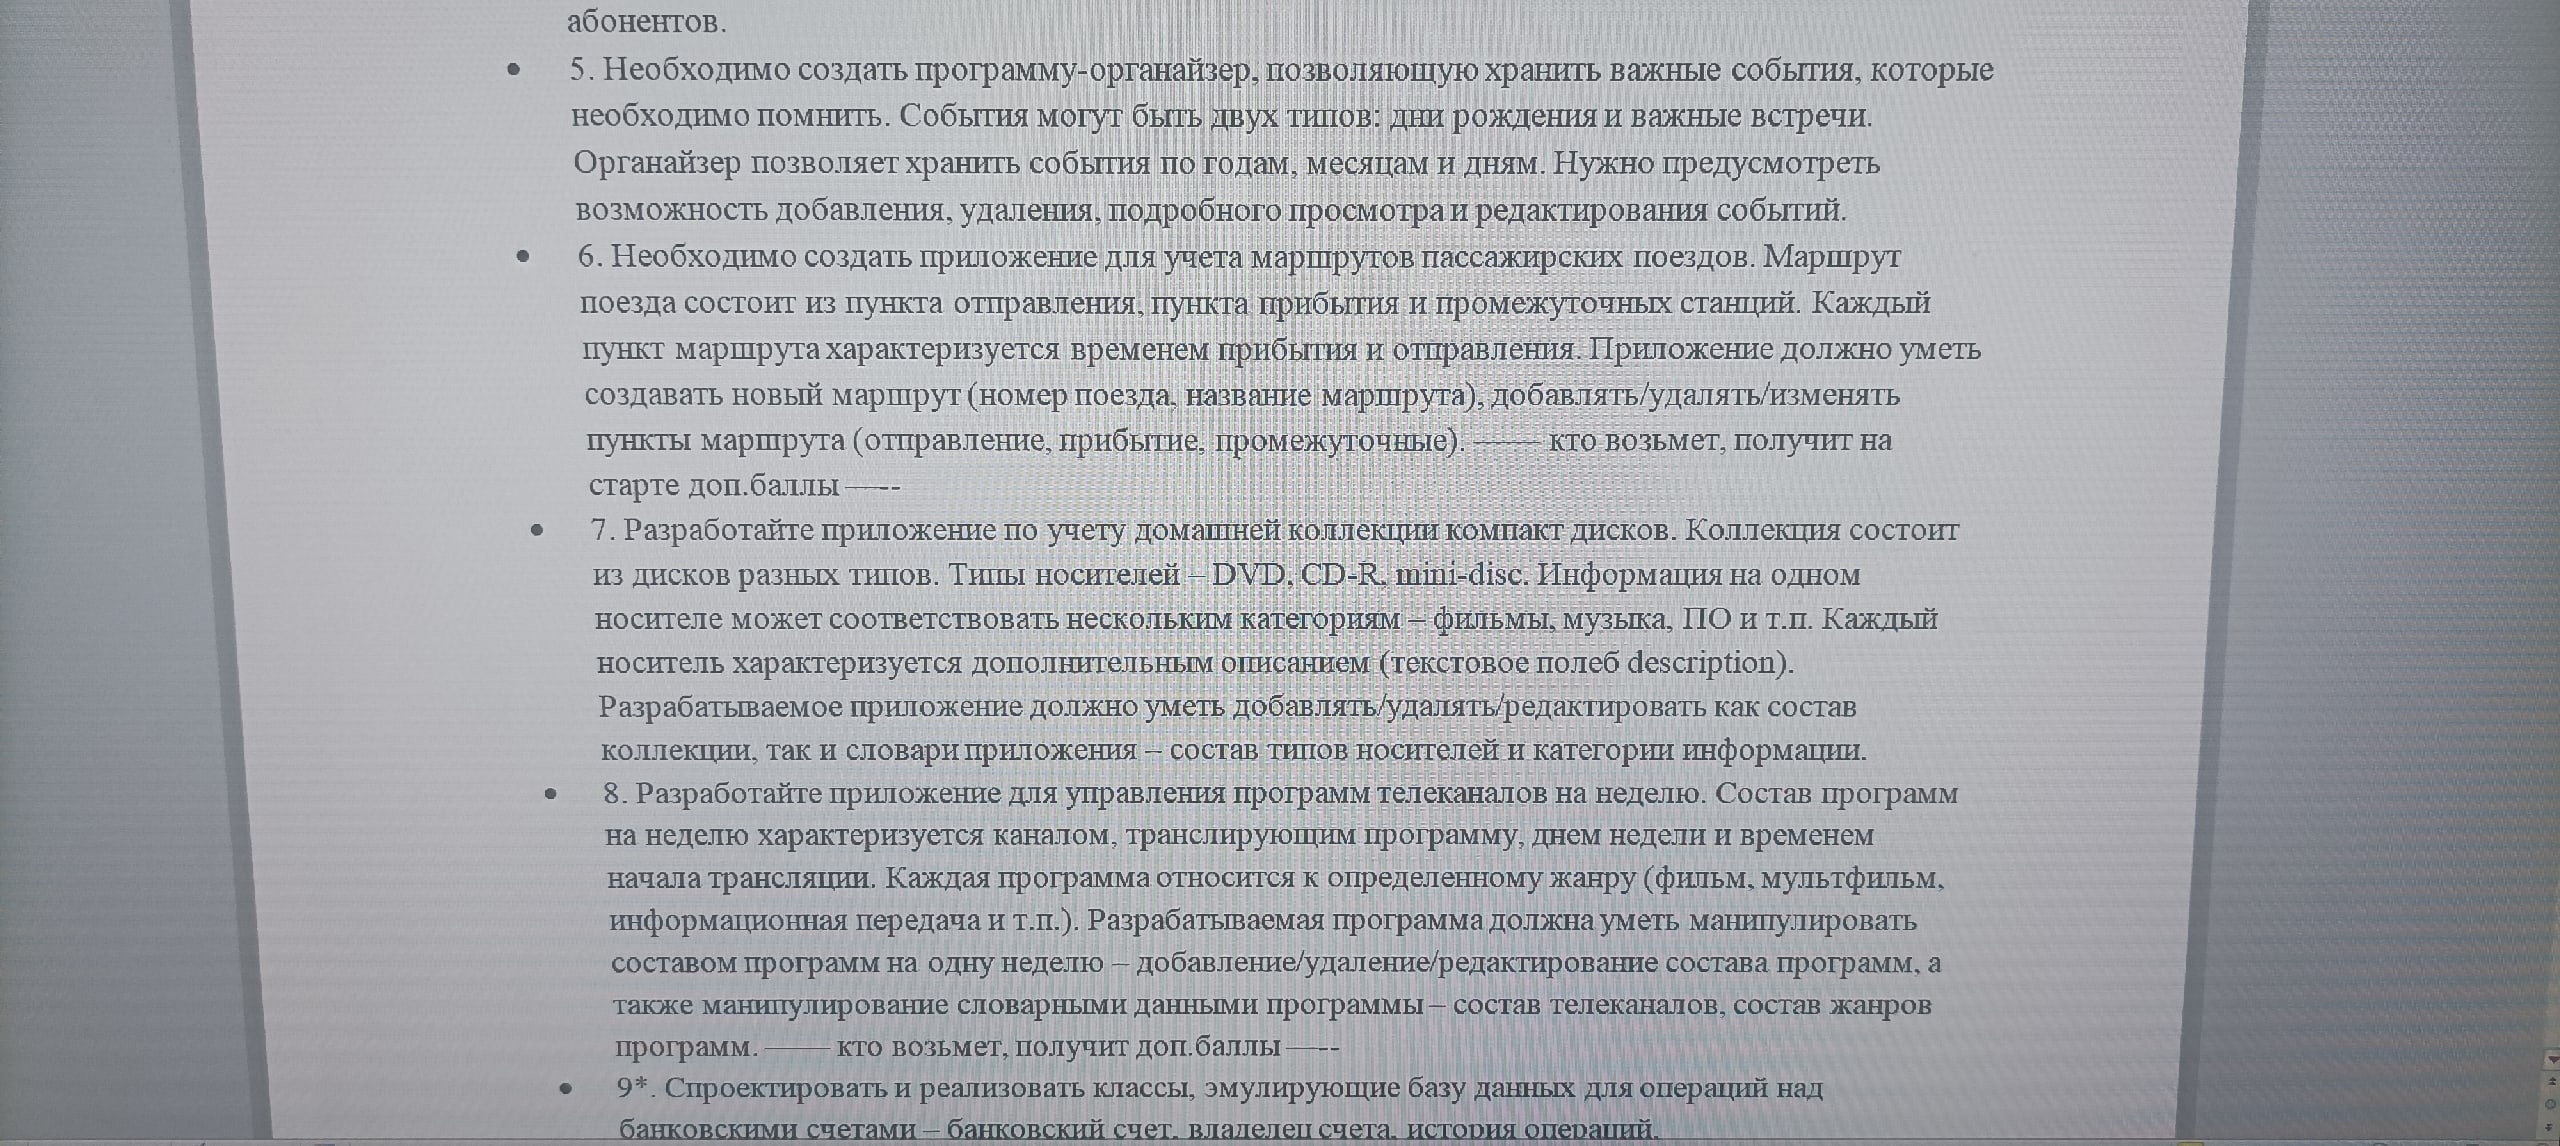 абонентов.
• 5. Необходимо создать программу-органайзер, позволяющую хранить важные события, которые
необходимо помнить. События могут быть двух типов: дни рождения и важные встречи.
Органайзер позволяет хранить события по годам, месяцам и дням. Нужно предусмотреть
возможность добавления, удаления, подробного просмотра и редактирования событий.
• 6. Необходимо создать приложение для учета маршрутов пассажирских поездов. Маршрут
поезда состоит из пункта отправления, пункта прибытия и промежуточных станций. Каждый
пункт маршрута характеризуется временем прибытия и отправления. Приложение должно уметь
создавать новый маршрут (номер поезда, название маршрута), добавлять/удалять/изменять
пункты маршрута (отправление, прибытие, промежуточные). —— кто возьмет, получит на
старте доп.баллы —--
• 7. Разработайте приложение по учету домашней коллекции компакт дисков. Коллекция состоит
из дисков разных типов. Типы носителей – DVD, CD-R, mini-disc. Информация на одном
носителе может соответствовать нескольким категориям – фильмы, музыка, ПО и т.п. Каждый
носитель характеризуется дополнительным описанием (текстовое полеб description).
Разрабатываемое приложение должно уметь добавлять/удалять/редактировать как состав
коллекции, так и словари приложения – состав типов носителей и категории информации.
• 8. Разработайте приложение для управления программ телеканалов на неделю. Состав программ
на неделю характеризуется каналом, транслирующим программу, днем недели и временем
начала трансляции. Каждая программа относится к определенному жанру (фильм, мультфильм,
информационная передача и т.п.). Разрабатываемая программа должна уметь манипулировать
составом программ на одну неделю – добавление/удаление/редактирование состава программ, а
также манипулирование словарными данными программы – состав телеканалов, состав жанров
программ. —— кто возьмет, получит доп.баллы —--
• 9*. Спроектировать и реализовать классы, эмулирующие базу данных для операций над
банковскими счетами – банковский счет, владелец счета, история операций.